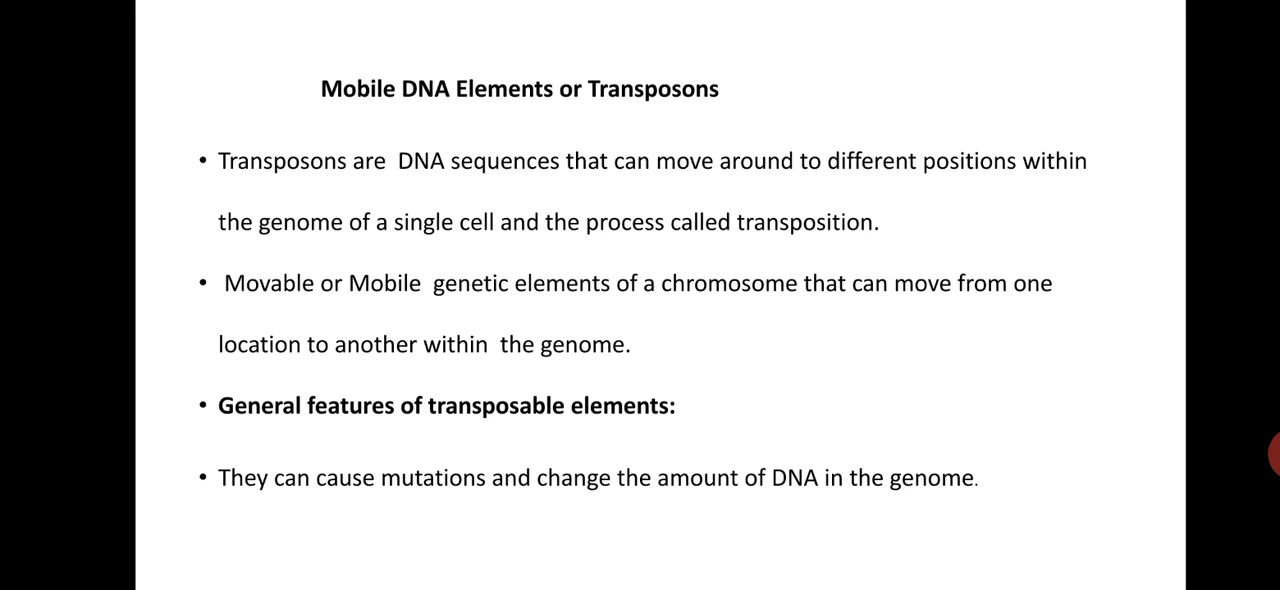 Mobile DNA Elements or Transposons
• Transposons are  DNA sequences that can move around to different positions within
the genome of a single cell and the process called transposition.
•  Movable or Mobile  genetic elements of a chromosome that can move from one
location to another within  the genome.
• General features of transposable elements:
• They can cause mutations and change the amount of DNA in the genome.